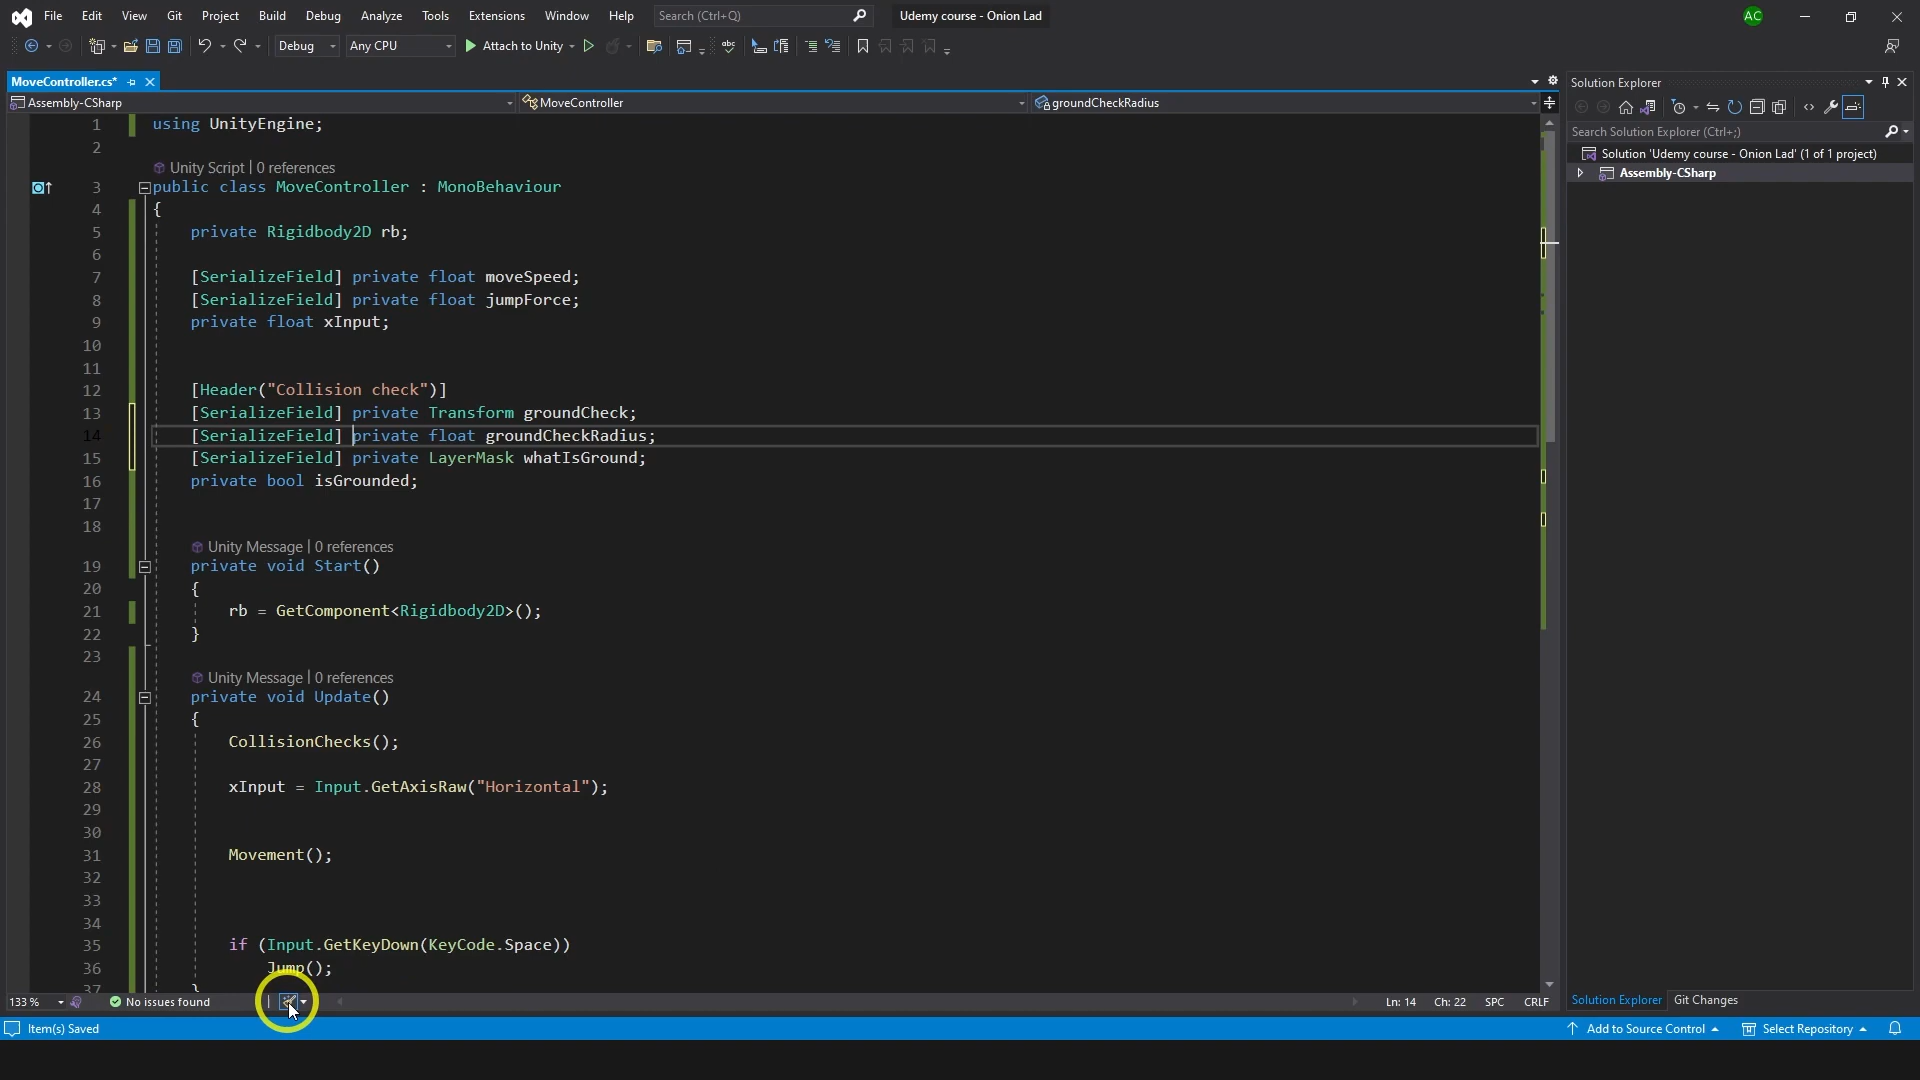 File Edit View Git Project Build Debug Analyze Tools Extensions Window Help Search (Ctrl+Q) Udemy course - Onion Lad AC
Debug Any CPU Attach to Unity
MoveController.cs*
Assembly-CSharp MoveController groundCheckRadius
1 using UnityEngine;
2
Unity Script | 0 references
3 public class MoveController : MonoBehaviour
4 {
5 private Rigidbody2D rb;
6
7 [SerializeField] private float moveSpeed;
8 [SerializeField] private float jumpForce;
9 private float xInput;
10
11
12 [Header("Collision check")]
13 [SerializeField] private Transform groundCheck;
14 [SerializeField] private float groundCheckRadius;
15 [SerializeField] private LayerMask whatIsGround;
16 private bool isGrounded;
17
18
Unity Message | 0 references
19 private void Start()
20 {
21 rb = GetComponent<Rigidbody2D>();
22 }
23
Unity Message | 0 references
24 private void Update()
25 {
26 CollisionChecks();
27
28 xInput = Input.GetAxisRaw("Horizontal");
29
30
31 Movement();
32
33
34
35 if (Input.GetKeyDown(KeyCode.Space))
36 Jump();
37 }
133 % No issues found Ln: 14 Ch: 22 SPC CRLF
Solution Explorer
Search Solution Explorer (Ctrl+;)
Solution 'Udemy course - Onion Lad' (1 of 1 project)
Assembly-CSharp
Solution Explorer Git Changes
Item(s) Saved Add to Source Control Select Repository